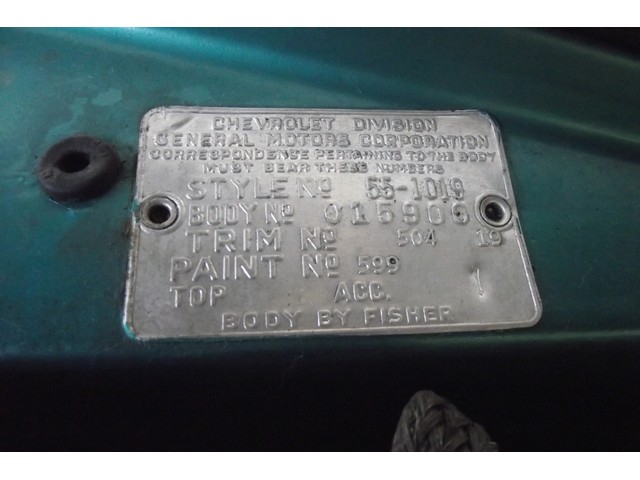 CHEVROLET DIVISION
GENERAL MOTORS CORPORATION
CORRESPONDENCE PERTAINING TO THE BODY
MUST BEAR THESE NUMBERS
STYLE Nº 55-1019
BODY Nº 015906
TRIM Nº 504 19
PAINT Nº 599
TOP ACC. 1
BODY BY FISHER